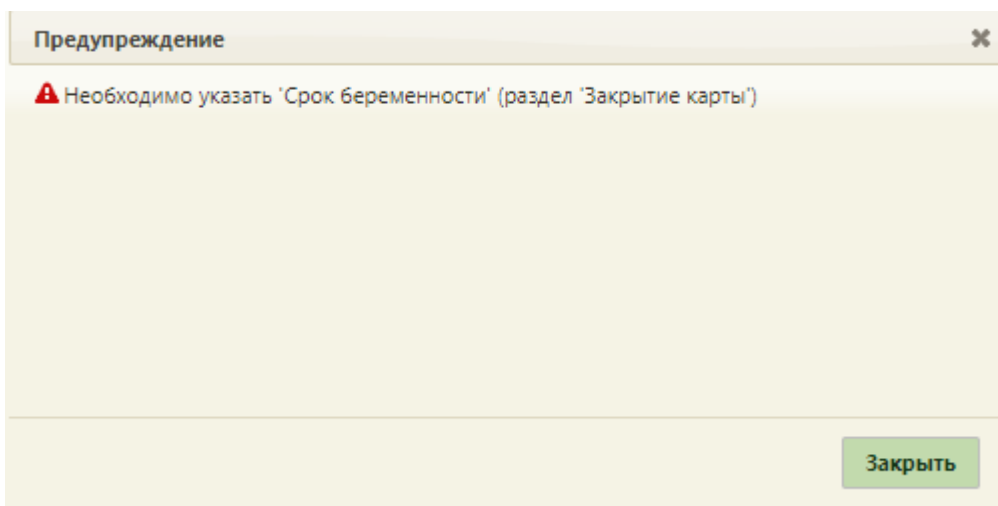 Предупреждение
Необходимо указать 'Срок беременности' (раздел 'Закрытие карты')
Закрыть